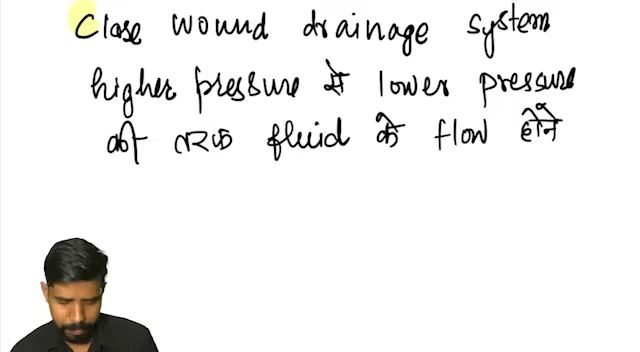 Close wound drainage system
higher pressure से lower pressure
की तरफ fluid के flow होने